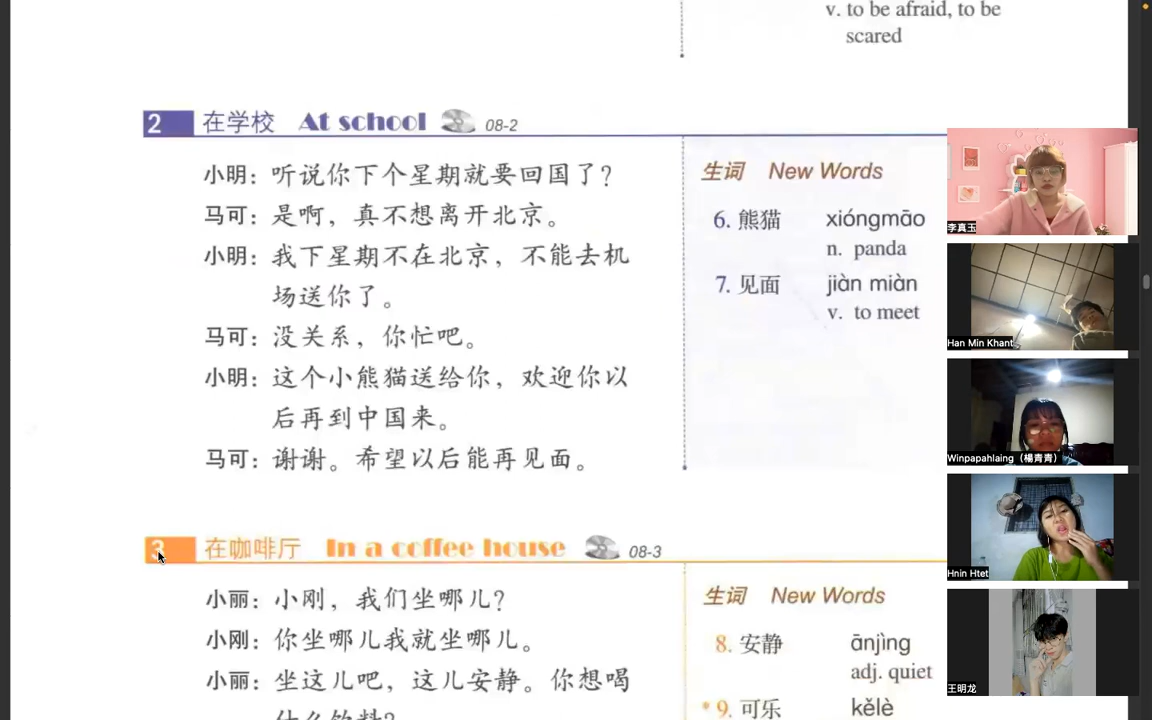 v. to be afraid, to be
scared
2 在学校 At school 08-2
小明：听说你下个星期就要回国了？
马可：是啊，真不想离开北京。
小明：我下星期不在北京，不能去机
场送你了。
马可：没关系，你忙吧。
小明：这个小熊猫送给你，欢迎你以
后再到中国来。
马可：谢谢。希望以后能再见面。
生词 New Words
6. 熊猫 xióngmāo
n. panda
7. 见面 jiàn miàn
v. to meet
3 在咖啡厅 In a coffee house 08-3
小丽：小刚，我们坐哪儿？
小刚：你坐哪儿我就坐哪儿。
小丽：坐这儿吧，这儿安静。你想喝
什么饮料？
生词 New Words
8. 安静 ānjìng
adj. quiet
* 9. 可乐 kělè
李真玉
Han Min Khant
Winpapahlaing（楊青青）
Hnin Htet
王明龙